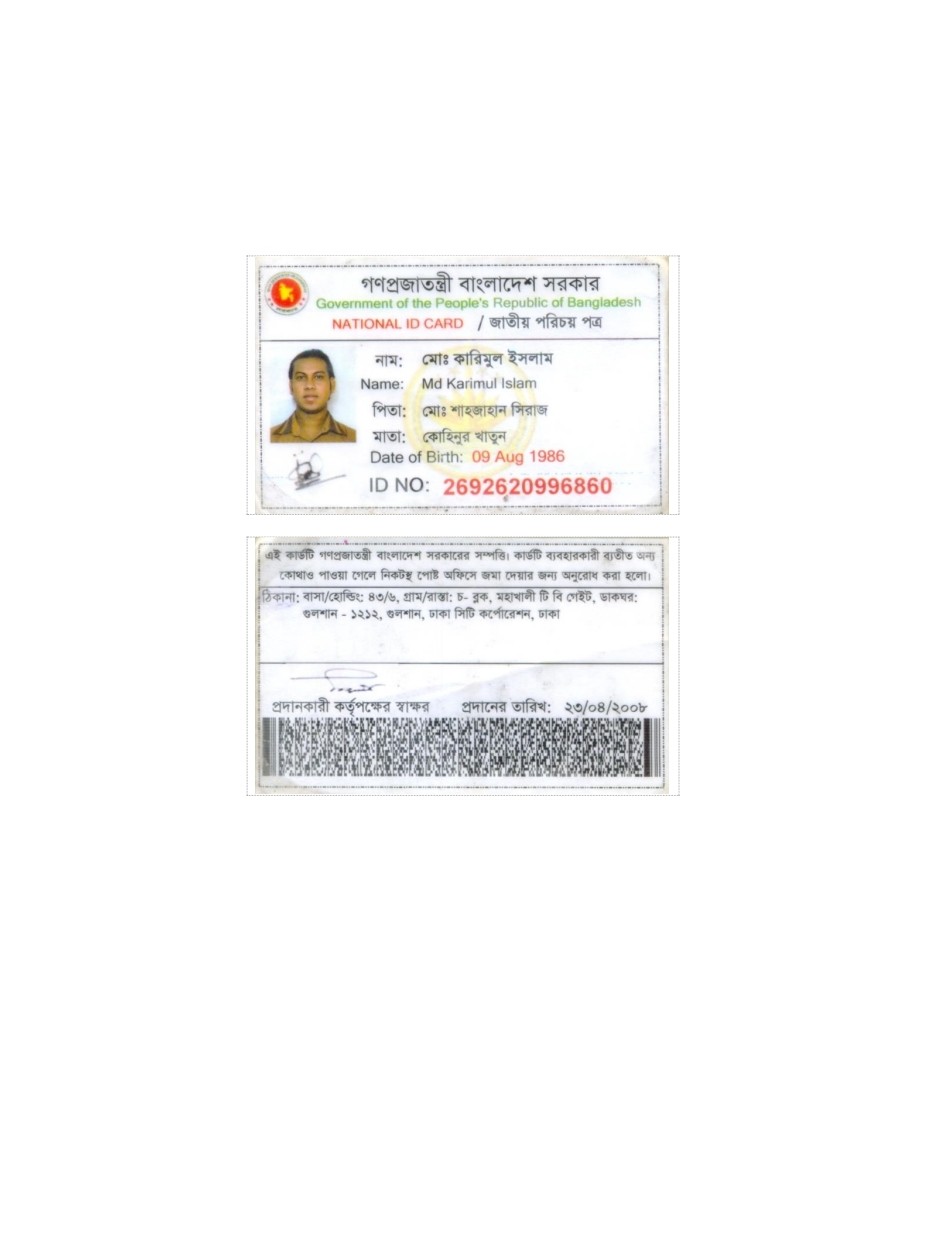 গণপ্রজাতন্ত্রী বাংলাদেশ সরকার
Government of the People's Republic of Bangladesh
NATIONAL ID CARD / জাতীয় পরিচয় পত্র
নাম: মোঃ কারিমুল ইসলাম
Name: Md Karimul Islam
পিতা: মোঃ শাহজাহান সিরাজ
মাতা: কোহিনুর খাতুন
Date of Birth: 09 Aug 1986
ID NO: 2692620996860
এই কার্ডটি গণপ্রজাতন্ত্রী বাংলাদেশ সরকারের সম্পত্তি। কার্ডটি ব্যবহারকারী ব্যতীত অন্য
কোথাও পাওয়া গেলে নিকটস্থ পোষ্ট অফিসে জমা দেয়ার জন্য অনুরোধ করা হলো।
ঠিকানা: বাসা/হোল্ডিং: ৪৩/৬, গ্রাম/রাস্তা: চ- ব্লক, মহাখালী টি বি গেইট, ডাকঘর:
গুলশান - ১২১২, গুলশান, ঢাকা সিটি কর্পোরেশন, ঢাকা
প্রদানকারী কর্তৃপক্ষের স্বাক্ষর প্রদানের তারিখ: ২৩/০৪/২০০৮